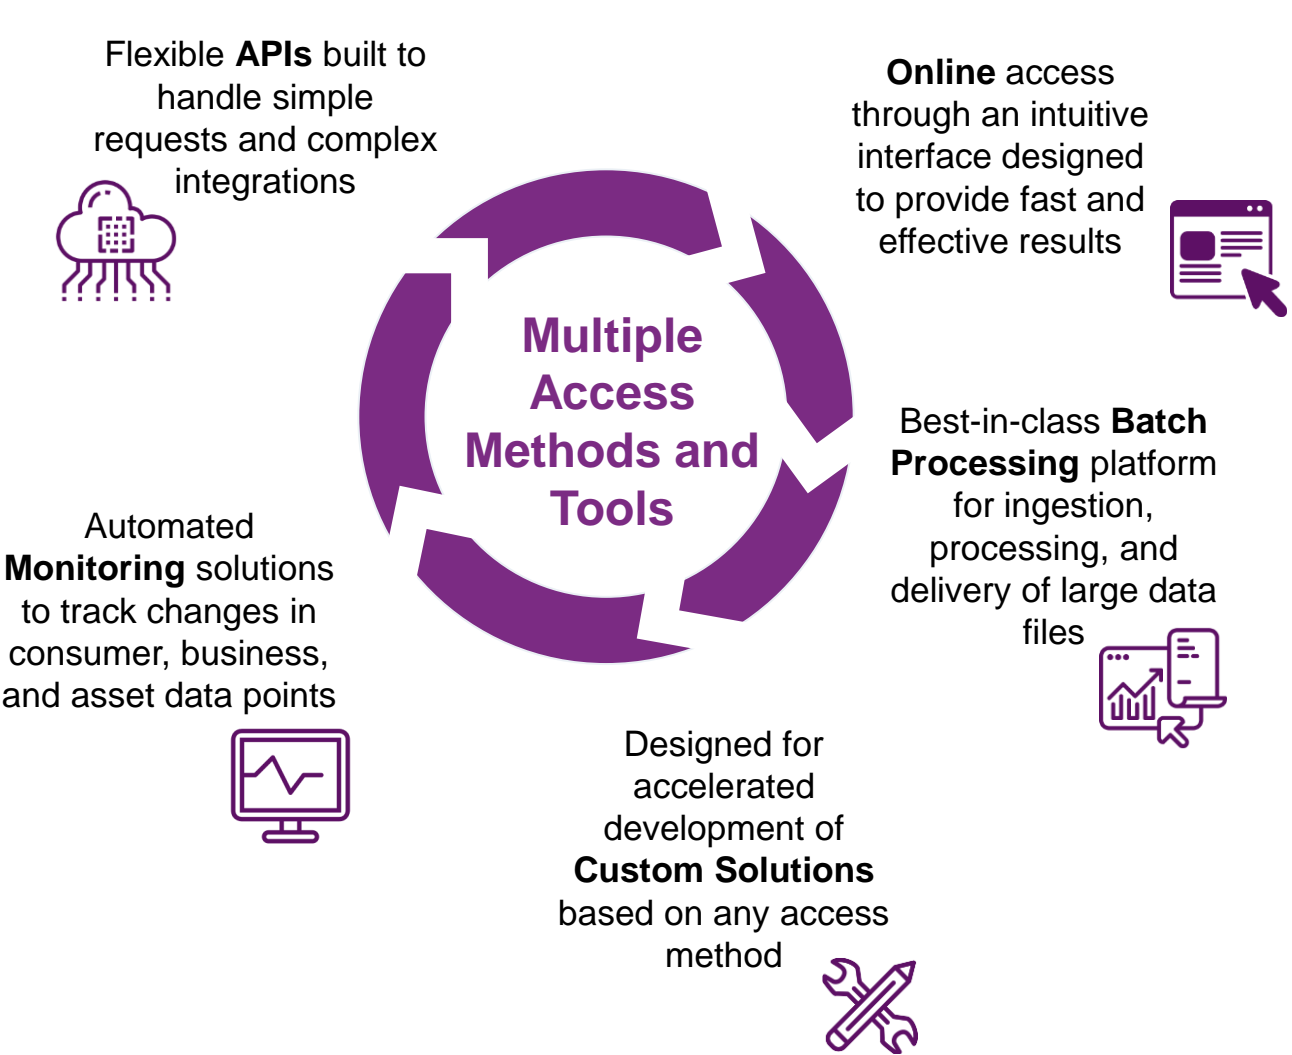 Flexible APIs built to
handle simple
requests and complex
integrations
Online access
through an intuitive
interface designed
to provide fast and
effective results
Multiple
Access
Methods and
Tools
Best-in-class Batch
Processing platform
for ingestion,
processing, and
delivery of large data
files
Automated
Monitoring solutions
to track changes in
consumer, business,
and asset data points
Designed for
accelerated
development of
Custom Solutions
based on any access
method